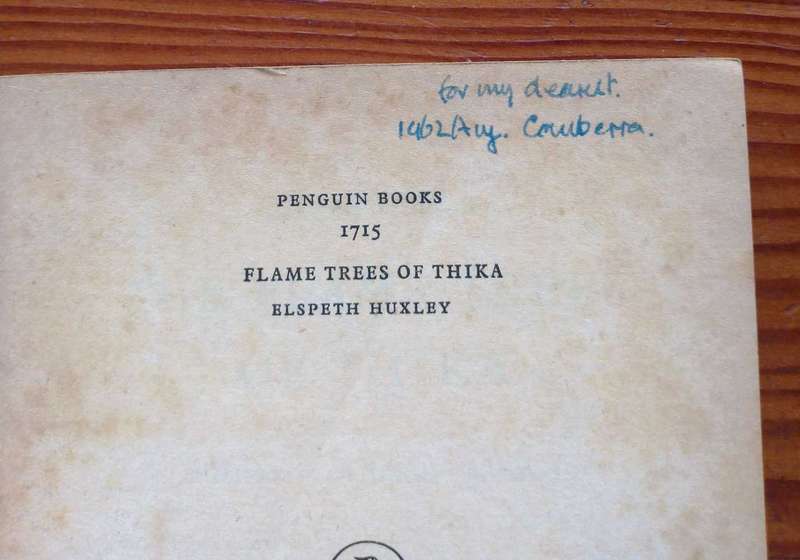 for my dearest.
1962/Aug. Canberra.
PENGUIN BOOKS
1715
FLAME TREES OF THIKA
ELSPETH HUXLEY